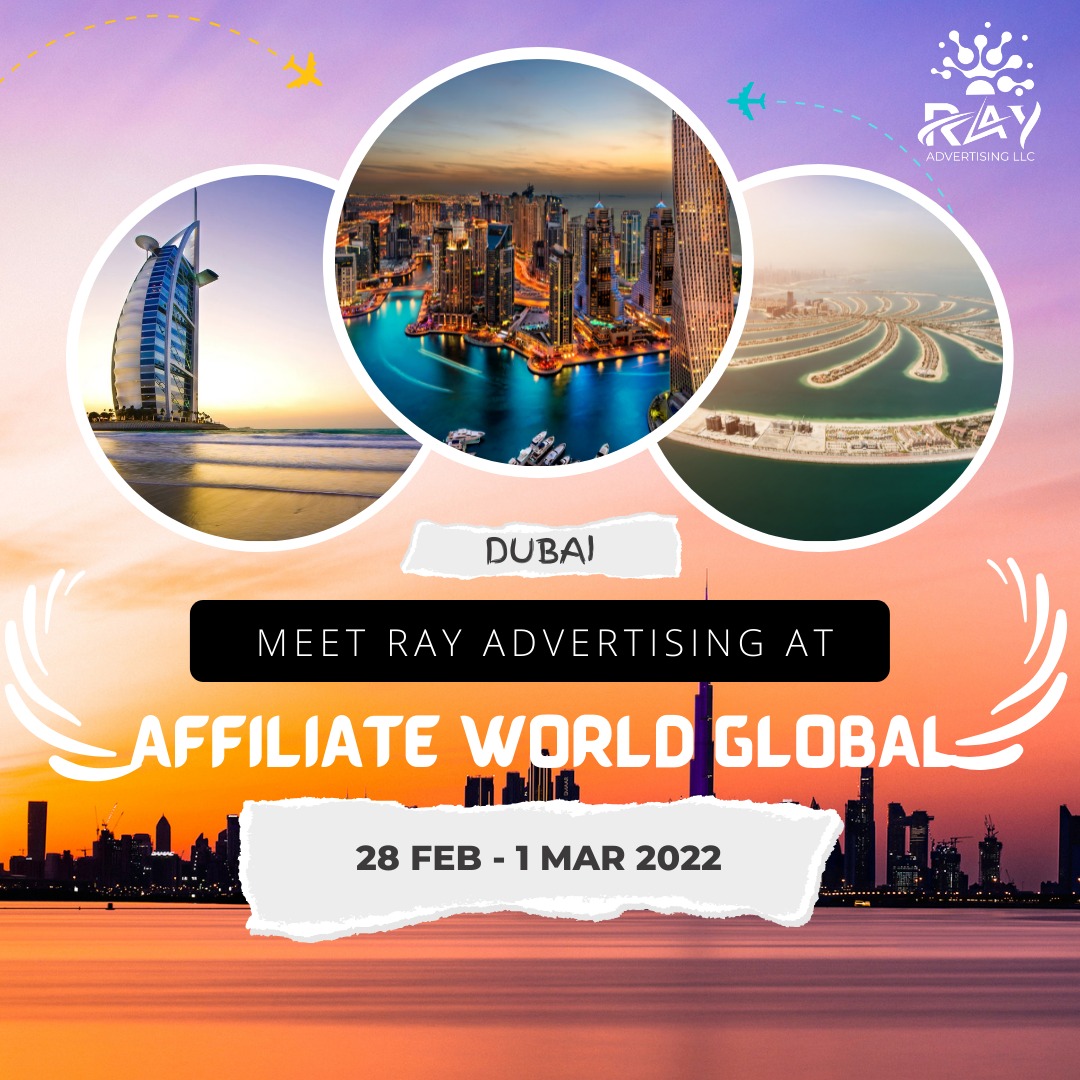 RAY
ADVERTISING LLC
DUBAI
MEET RAY ADVERTISING AT
AFFILIATE WORLD GLOBAL
28 FEB - 1 MAR 2022